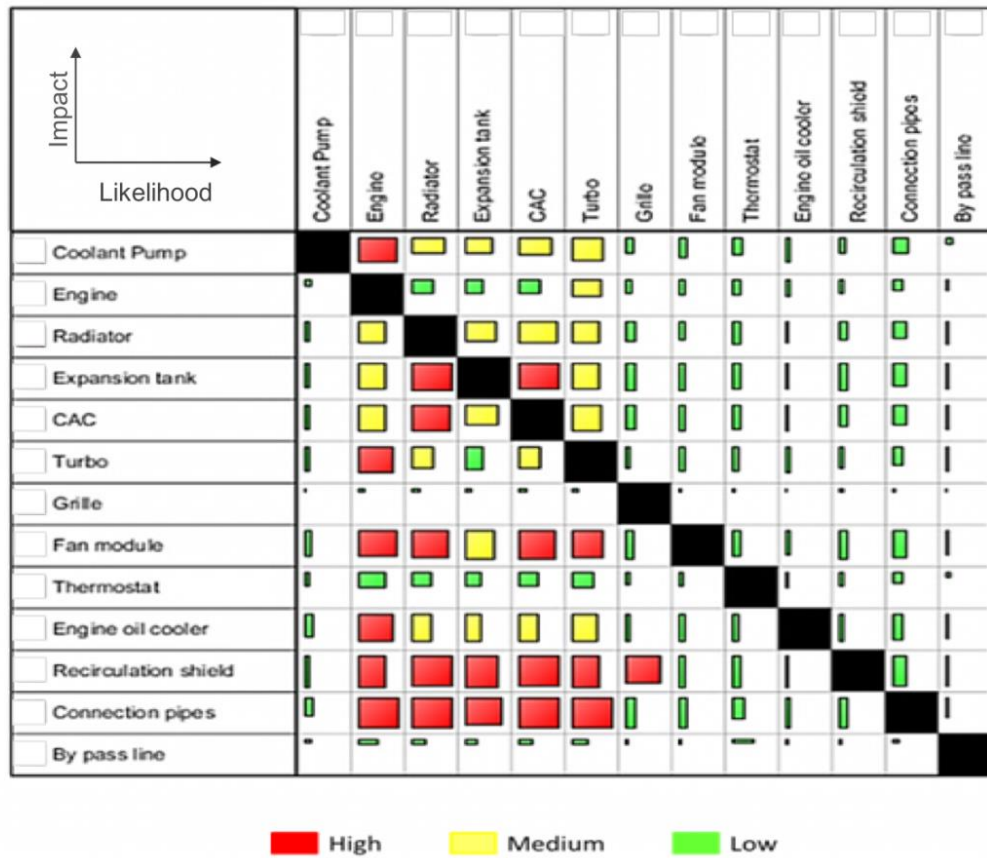 Impact
Likelihood
Coolant Pump
Engine
Radiator
Expansion tank
CAC
Turbo
Grille
Fan module
Thermostat
Engine oil cooler
Recirculation shield
Connection pipes
By pass line
Coolant Pump
Engine
Radiator
Expansion tank
CAC
Turbo
Grille
Fan module
Thermostat
Engine oil cooler
Recirculation shield
Connection pipes
By pass line
High Medium Low